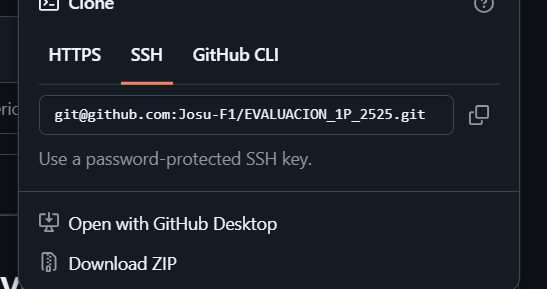 Clone
HTTPS
SSH
GitHub CLI
git@github.com:Josu-F1/EVALUACION_1P_2525.git
Use a password-protected SSH key.
Open with GitHub Desktop
Download ZIP